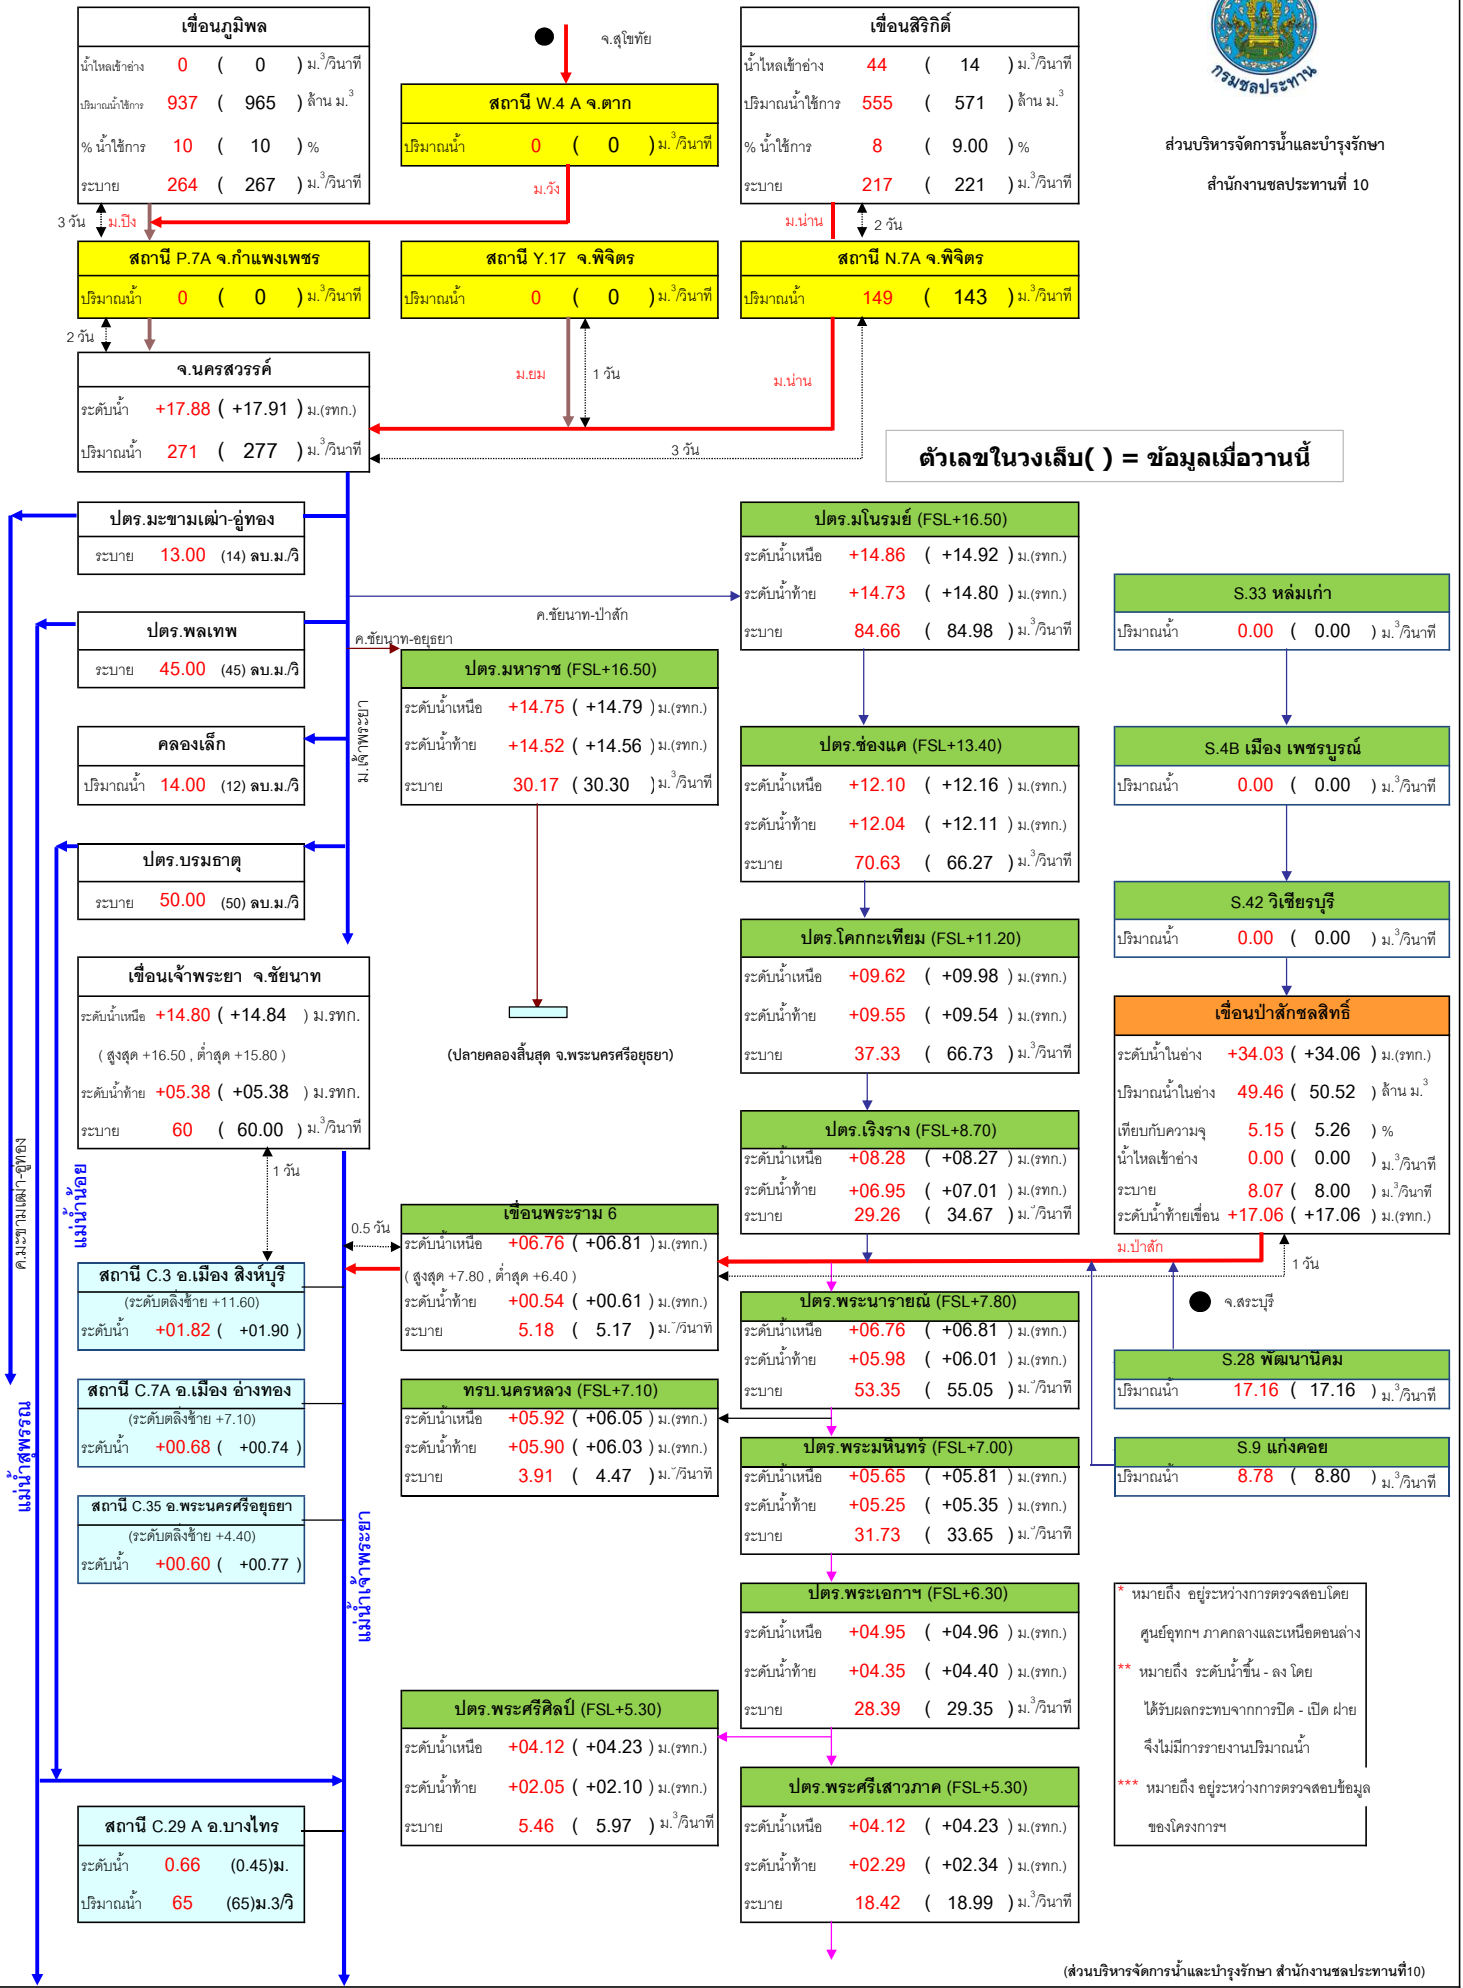 เขื่อนภูมิพล
น้ำไหลเข้าอ่าง 0 ( 0 ) ม.3/วินาที
ปริมาณน้ำใช้การ 937 ( 965 ) ล้าน ม.3
% น้ำใช้การ 10 ( 10 ) %
ระบาย 264 ( 267 ) ม.3/วินาที
จ.สุโขทัย
สถานี W.4 A จ.ตาก
ปริมาณน้ำ 0 ( 0 ) ม.3/วินาที
เขื่อนสิริกิติ์
น้ำไหลเข้าอ่าง 44 ( 14 ) ม.3/วินาที
ปริมาณน้ำใช้การ 555 ( 571 ) ล้าน ม.3
% น้ำใช้การ 8 ( 9.00 ) %
ระบาย 217 ( 221 ) ม.3/วินาที
กรมชลประทาน
ส่วนบริหารจัดการน้ำและบำรุงรักษา
สำนักงานชลประทานที่ 10
3 วัน
ม.ปิง
ม.วัง
ม.น่าน
2 วัน
สถานี P.7A จ.กำแพงเพชร
ปริมาณน้ำ 0 ( 0 ) ม.3/วินาที
สถานี Y.17 จ.พิจิตร
ปริมาณน้ำ 0 ( 0 ) ม.3/วินาที
สถานี N.7A จ.พิจิตร
ปริมาณน้ำ 149 ( 143 ) ม.3/วินาที
2 วัน
ม.ยม
1 วัน
ม.น่าน
3 วัน
จ.นครสวรรค์
ระดับน้ำ +17.88 ( +17.91 ) ม.(รทก.)
ปริมาณน้ำ 271 ( 277 ) ม.3/วินาที
ตัวเลขในวงเล็บ( ) = ข้อมูลเมื่อวานนี้
ปตร.มะขามเฒ่า-อู่ทอง
ระบาย 13.00 (14) ลบ.ม./วิ
ปตร.พลเทพ
ระบาย 45.00 (45) ลบ.ม./วิ
คลองเล็ก
ปริมาณน้ำ 14.00 (12) ลบ.ม./วิ
ปตร.บรมธาตุ
ระบาย 50.00 (50) ลบ.ม./วิ
ม.เจ้าพระยา
ค.ชัยนาท-ป่าสัก
ค.ชัยนาท-อยุธยา
ปตร.มหาราช (FSL+16.50)
ระดับน้ำเหนือ +14.75 ( +14.79 ) ม.(รทก.)
ระดับน้ำท้าย +14.52 ( +14.56 ) ม.(รทก.)
ระบาย 30.17 ( 30.30 ) ม.3/วินาที
(ปลายคลองสิ้นสุด จ.พระนครศรีอยุธยา)
ปตร.มโนรมย์ (FSL+16.50)
ระดับน้ำเหนือ +14.86 ( +14.92 ) ม.(รทก.)
ระดับน้ำท้าย +14.73 ( +14.80 ) ม.(รทก.)
ระบาย 84.66 ( 84.98 ) ม.3/วินาที
ปตร.ช่องแค (FSL+13.40)
ระดับน้ำเหนือ +12.10 ( +12.16 ) ม.(รทก.)
ระดับน้ำท้าย +12.04 ( +12.11 ) ม.(รทก.)
ระบาย 70.63 ( 66.27 ) ม.3/วินาที
ปตร.โคกกะเทียม (FSL+11.20)
ระดับน้ำเหนือ +09.62 ( +09.98 ) ม.(รทก.)
ระดับน้ำท้าย +09.55 ( +09.54 ) ม.(รทก.)
ระบาย 37.33 ( 66.73 ) ม.3/วินาที
ปตร.เริงราง (FSL+8.70)
ระดับน้ำเหนือ +08.28 ( +08.27 ) ม.(รทก.)
ระดับน้ำท้าย +06.95 ( +07.01 ) ม.(รทก.)
ระบาย 29.26 ( 34.67 ) ม.3/วินาที
S.33 หล่มเก่า
ปริมาณน้ำ 0.00 ( 0.00 ) ม.3/วินาที
S.4B เมือง เพชรบูรณ์
ปริมาณน้ำ 0.00 ( 0.00 ) ม.3/วินาที
S.42 วิเชียรบุรี
ปริมาณน้ำ 0.00 ( 0.00 ) ม.3/วินาที
เขื่อนป่าสักชลสิทธิ์
ระดับน้ำในอ่าง +34.03 ( +34.06 ) ม.(รทก.)
ปริมาณน้ำในอ่าง 49.46 ( 50.52 ) ล้าน ม.3
เทียบกับความจุ 5.15 ( 5.26 ) %
น้ำไหลเข้าอ่าง 0.00 ( 0.00 ) ม.3/วินาที
ระบาย 8.07 ( 8.00 ) ม.3/วินาที
ระดับน้ำท้ายเขื่อน +17.06 ( +17.06 ) ม.(รทก.)
ม.ป่าสัก
1 วัน
จ.สระบุรี
เขื่อนเจ้าพระยา จ.ชัยนาท
ระดับน้ำเหนือ +14.80 ( +14.84 ) ม.รทก.
( สูงสุด +16.50 , ต่ำสุด +15.80 )
ระดับน้ำท้าย +05.38 ( +05.38 ) ม.รทก.
ระบาย 60 ( 60.00 ) ม.3/วินาที
1 วัน
0.5 วัน
ค.มะขามเฒ่า-อู่ทอง
แม่น้ำน้อย
แม่น้ำสุพรรณ
แม่น้ำเจ้าพระยา
เขื่อนพระราม 6
ระดับน้ำเหนือ +06.76 ( +06.81 ) ม.(รทก.)
( สูงสุด +7.80 , ต่ำสุด +6.40 )
ระดับน้ำท้าย +00.54 ( +00.61 ) ม.(รทก.)
ระบาย 5.18 ( 5.17 ) ม.3/วินาที
สถานี C.3 อ.เมือง สิงห์บุรี
(ระดับตลิ่งซ้าย +11.60)
ระดับน้ำ +01.82 ( +01.90 )
สถานี C.7A อ.เมือง อ่างทอง
(ระดับตลิ่งซ้าย +7.10)
ระดับน้ำ +00.68 ( +00.74 )
สถานี C.35 อ.พระนครศรีอยุธยา
(ระดับตลิ่งซ้าย +4.40)
ระดับน้ำ +00.60 ( +00.77 )
ทรบ.นครหลวง (FSL+7.10)
ระดับน้ำเหนือ +05.92 ( +06.05 ) ม.(รทก.)
ระดับน้ำท้าย +05.90 ( +06.03 ) ม.(รทก.)
ระบาย 3.91 ( 4.47 ) ม.3/วินาที
ปตร.พระนารายณ์ (FSL+7.80)
ระดับน้ำเหนือ +06.76 ( +06.81 ) ม.(รทก.)
ระดับน้ำท้าย +05.98 ( +06.01 ) ม.(รทก.)
ระบาย 53.35 ( 55.05 ) ม.3/วินาที
ปตร.พระมหินทร์ (FSL+7.00)
ระดับน้ำเหนือ +05.65 ( +05.81 ) ม.(รทก.)
ระดับน้ำท้าย +05.25 ( +05.35 ) ม.(รทก.)
ระบาย 31.73 ( 33.65 ) ม.3/วินาที
S.28 พัฒนานิคม
ปริมาณน้ำ 17.16 ( 17.16 ) ม.3/วินาที
S.9 แก่งคอย
ปริมาณน้ำ 8.78 ( 8.80 ) ม.3/วินาที
ปตร.พระเอกาฯ (FSL+6.30)
ระดับน้ำเหนือ +04.95 ( +04.96 ) ม.(รทก.)
ระดับน้ำท้าย +04.35 ( +04.40 ) ม.(รทก.)
ระบาย 28.39 ( 29.35 ) ม.3/วินาที
ปตร.พระศรีศิลป์ (FSL+5.30)
ระดับน้ำเหนือ +04.12 ( +04.23 ) ม.(รทก.)
ระดับน้ำท้าย +02.05 ( +02.10 ) ม.(รทก.)
ระบาย 5.46 ( 5.97 ) ม.3/วินาที
ปตร.พระศรีเสาวภาค (FSL+5.30)
ระดับน้ำเหนือ +04.12 ( +04.23 ) ม.(รทก.)
ระดับน้ำท้าย +02.29 ( +02.34 ) ม.(รทก.)
ระบาย 18.42 ( 18.99 ) ม.3/วินาที
* หมายถึง อยู่ระหว่างการตรวจสอบโดย
ศูนย์อุทกฯ ภาคกลางและเหนือตอนล่าง
** หมายถึง ระดับน้ำขึ้น - ลง โดย
ได้รับผลกระทบจากการปิด - เปิด ฝาย
จึงไม่มีการรายงานปริมาณน้ำ
*** หมายถึง อยู่ระหว่างการตรวจสอบข้อมูล
ของโครงการฯ
สถานี C.29 A อ.บางไทร
ระดับน้ำ 0.66 (0.45)ม.
ปริมาณน้ำ 65 (65)ม.3/วิ
(ส่วนบริหารจัดการน้ำและบำรุงรักษา สำนักงานชลประทานที่10)